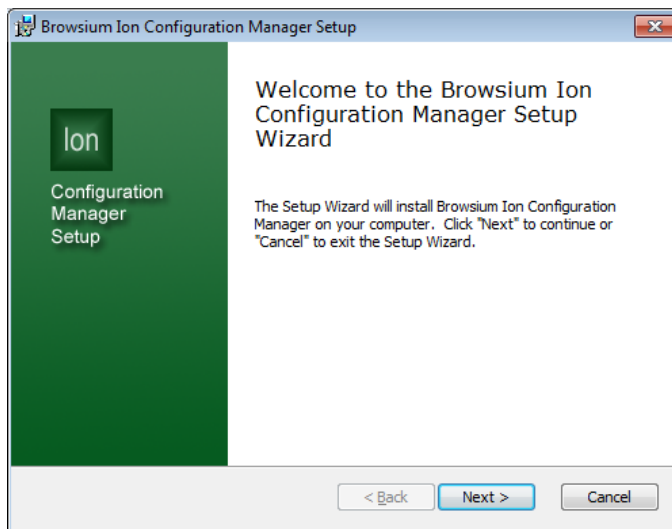 Browsium Ion Configuration Manager Setup
Ion
Configuration
Manager
Setup
Welcome to the Browsium Ion
Configuration Manager Setup
Wizard
The Setup Wizard will install Browsium Ion Configuration
Manager on your computer.  Click "Next" to continue or
"Cancel" to exit the Setup Wizard.
< Back
Next >
Cancel